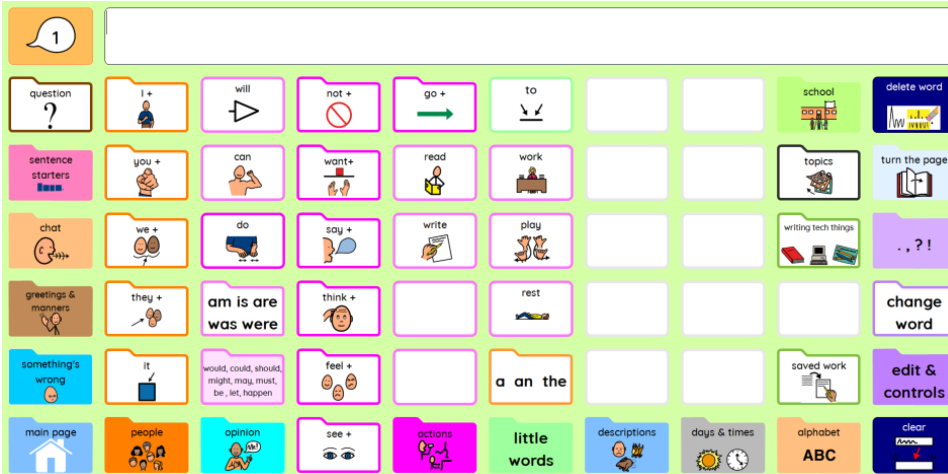 1
question
?
I +
will
not +
go +
to
school
delete word
sentence
starters
you +
can
want+
read
work
topics
turn the page
chat
we +
do
say +
write
play
writing tech things
. , ? !
greetings &
manners
they +
am is are
was were
think +
rest
change
word
something's
wrong
it
would, could, should,
might, may, must,
be , let, happen
feel +
a an the
saved work
edit &
controls
main page
people
opinion
see +
actions
little
words
descriptions
days & times
alphabet
ABC
clear